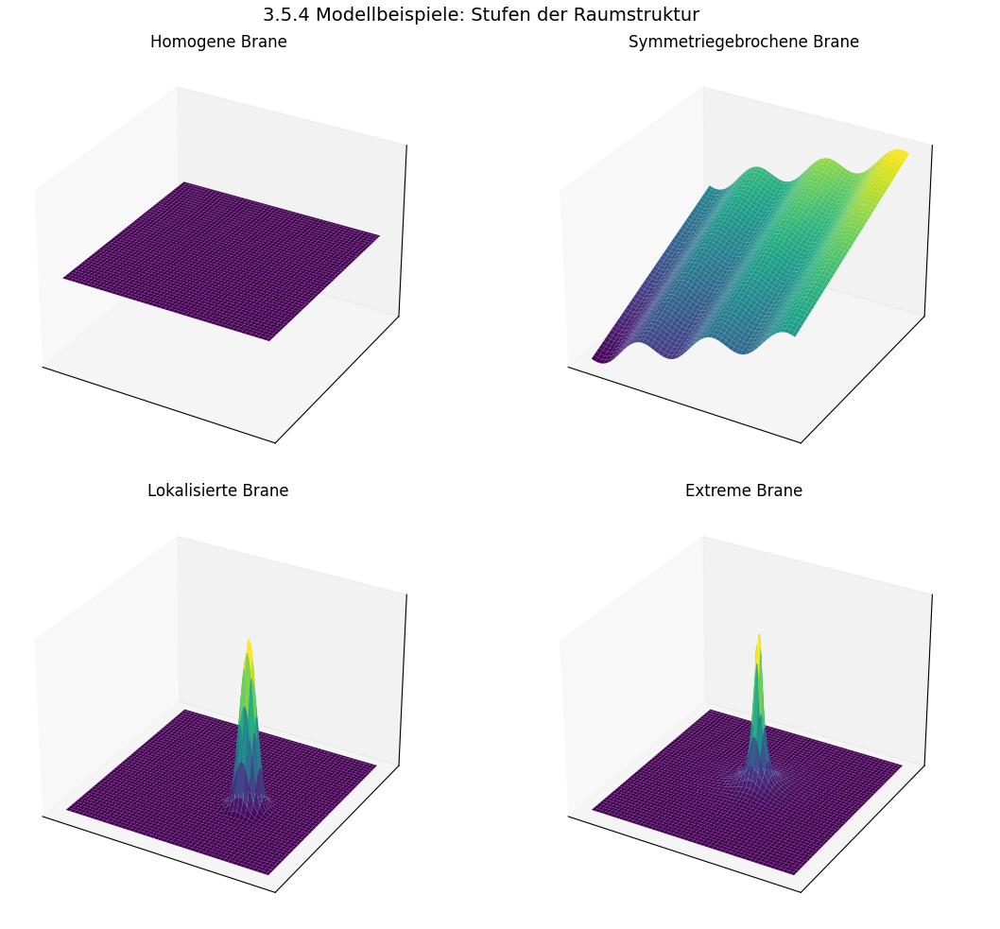 3.5.4 Modellbeispiele: Stufen der Raumstruktur
Homogene Brane
Symmetriegebrochene Brane
Lokalisierte Brane
Extreme Brane